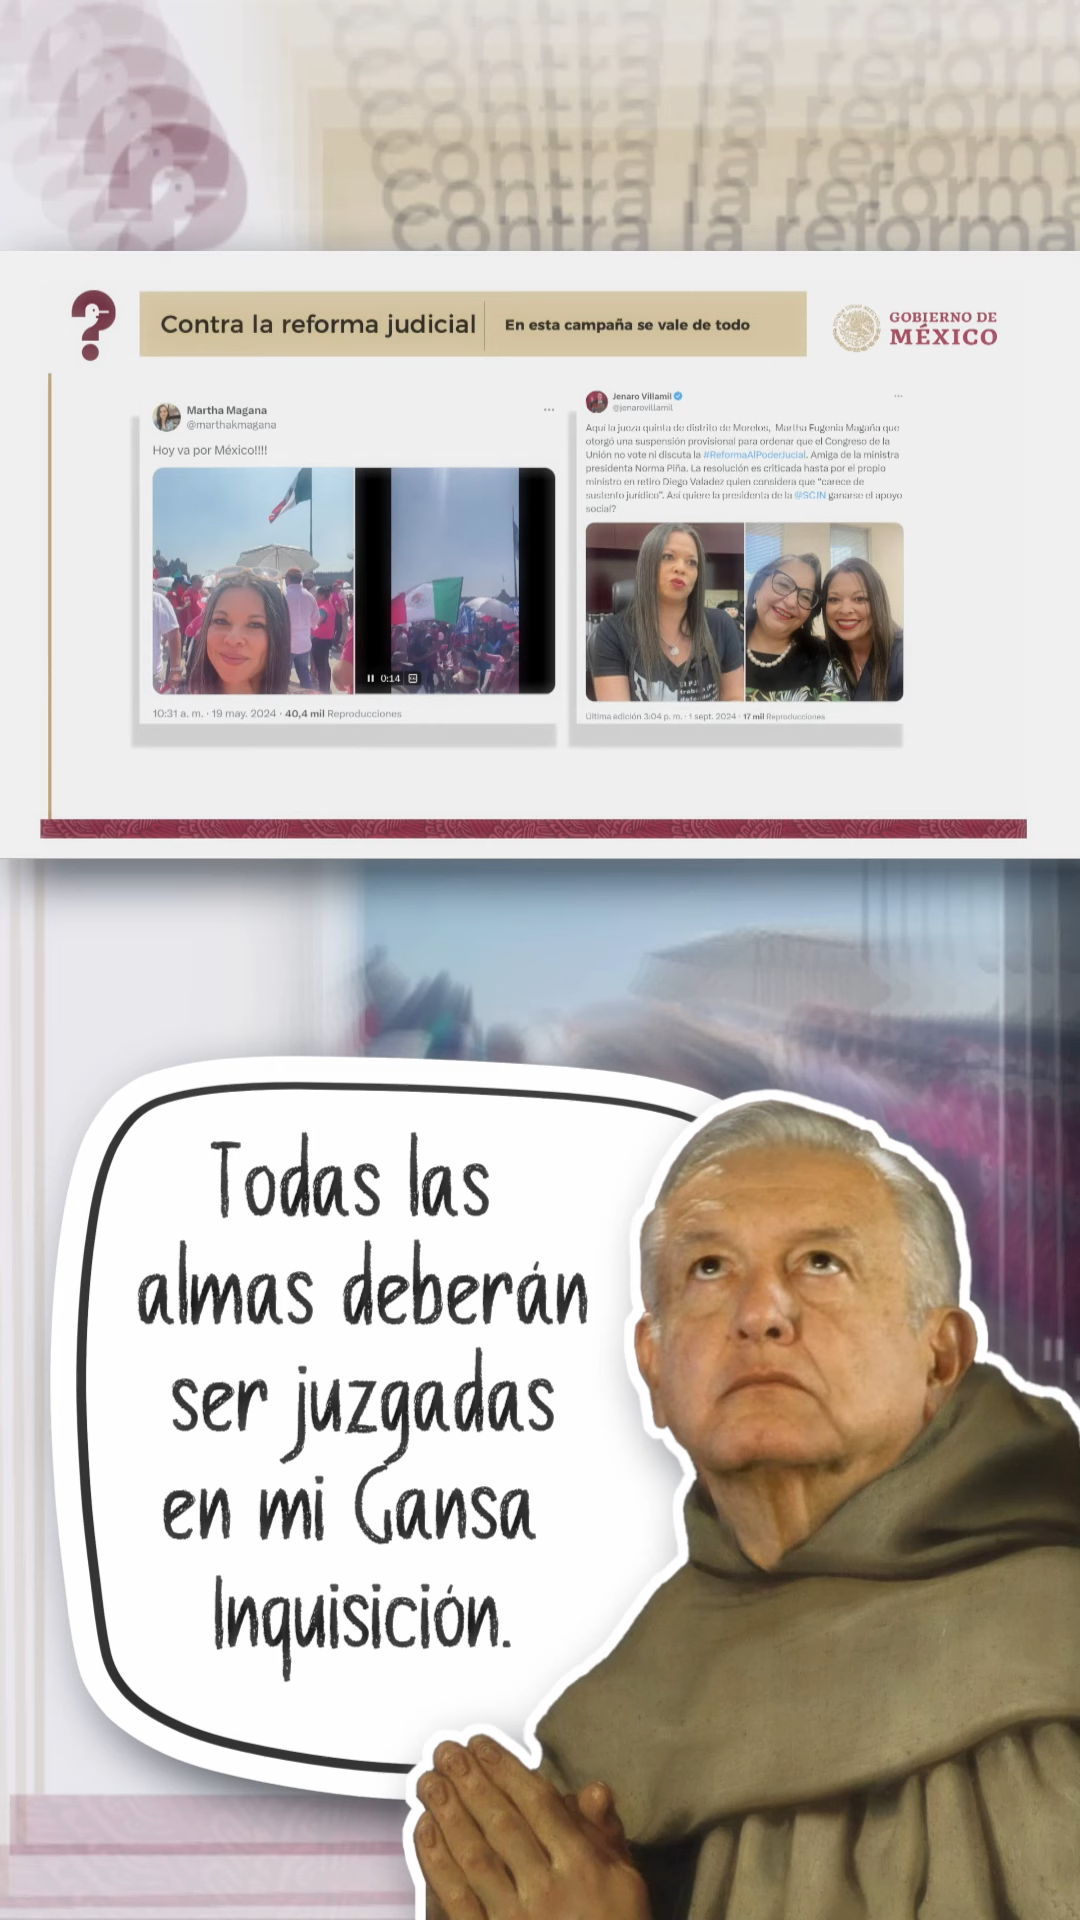 Contra la reforma
Contra la reforma judicial
En esta campaña se vale de todo
GOBIERNO DE
MÉXICO
Martha Magana
@marthakmagana
Hoy va por México!!!!
0:14
10:31 a. m. · 19 may. 2024 · 40,4 mil Reproducciones
Jenaro Villamil
@jenarovillamil
Aquí la jueza quinta de distrito de Morelos, Martha Eugenia Magaña que
otorgó una suspensión provisional para ordenar que el Congreso de la
Unión no vote ni discuta la #ReformaAlPoderJucial. Amiga de la ministra
presidenta Norma Piña. La resolución es criticada hasta por el propio
ministro en retiro Diego Valadez quien considera que "carece de
sustento jurídico". Así quiere la presidenta de la @SCJN ganarse el apoyo
social?
Última edición 3:04 p. m. · 1 sept. 2024 · 17 mil Reproducciones
Todas las
almas deberán
ser juzgadas
en mi Gansa
Inquisición.